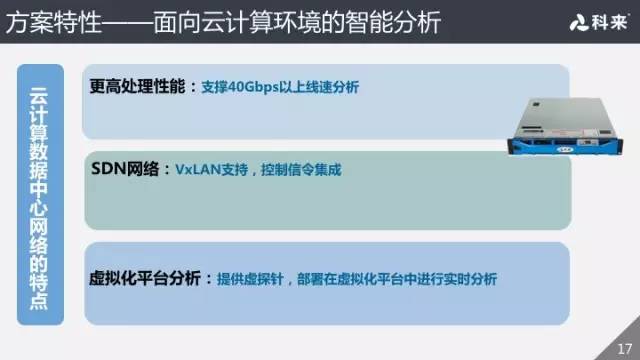 方案特性——面向云计算环境的智能分析
科来
云计算数据中心网络的特点
更高处理性能：支撑40Gbps以上线速分析
SDN网络：VxLAN支持，控制信令集成
虚拟化平台分析：提供虚探针，部署在虚拟化平台中进行实时分析
17